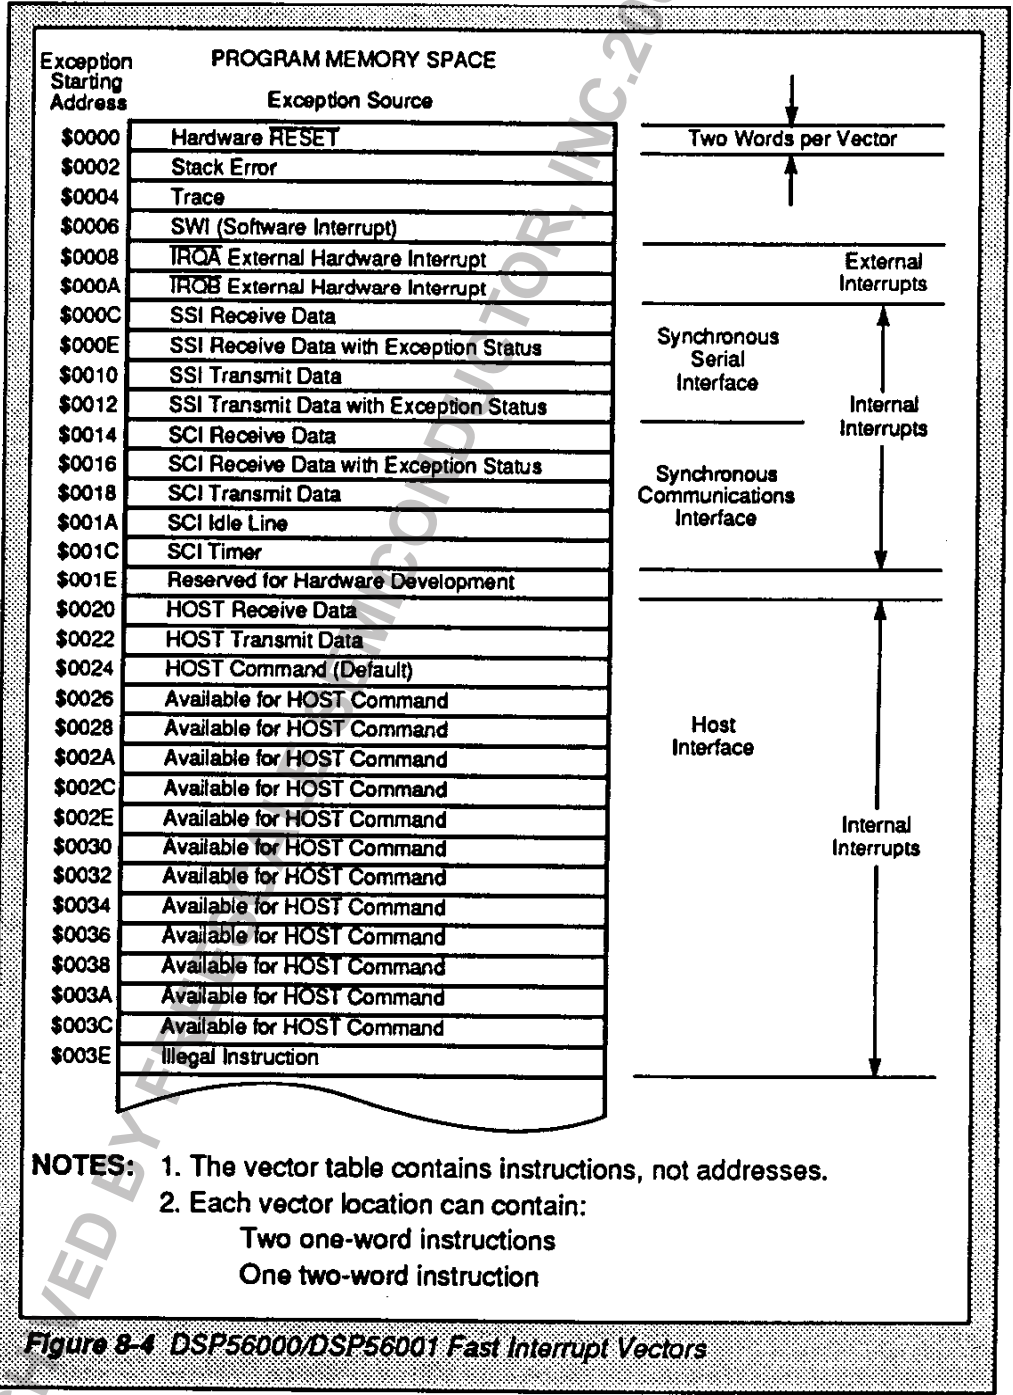 Exception
Starting
Address
PROGRAM MEMORY SPACE
Exception Source
$0000 Hardware RESET
$0002 Stack Error
$0004 Trace
$0006 SWI (Software Interrupt)
$0008 IRQA External Hardware Interrupt
$000A IRQB External Hardware Interrupt
$000C SSI Receive Data
$000E SSI Receive Data with Exception Status
$0010 SSI Transmit Data
$0012 SSI Transmit Data with Exception Status
$0014 SCI Receive Data
$0016 SCI Receive Data with Exception Status
$0018 SCI Transmit Data
$001A SCI Idle Line
$001C SCI Timer
$001E Reserved for Hardware Development
$0020 HOST Receive Data
$0022 HOST Transmit Data
$0024 HOST Command (Default)
$0026 Available for HOST Command
$0028 Available for HOST Command
$002A Available for HOST Command
$002C Available for HOST Command
$002E Available for HOST Command
$0030 Available for HOST Command
$0032 Available for HOST Command
$0034 Available for HOST Command
$0036 Available for HOST Command
$0038 Available for HOST Command
$003A Available for HOST Command
$003C Available for HOST Command
$003E Illegal Instruction
Two Words per Vector
External
Interrupts
Synchronous
Serial
Interface
Internal
Interrupts
Synchronous
Communications
Interface
Host
Interface
Internal
Interrupts
NOTES: 1. The vector table contains instructions, not addresses.
2. Each vector location can contain:
Two one-word instructions
One two-word instruction
Figure 8-4 DSP56000/DSP56001 Fast Interrupt Vectors
BY FREESCALE SEMICONDUCTOR, INC.